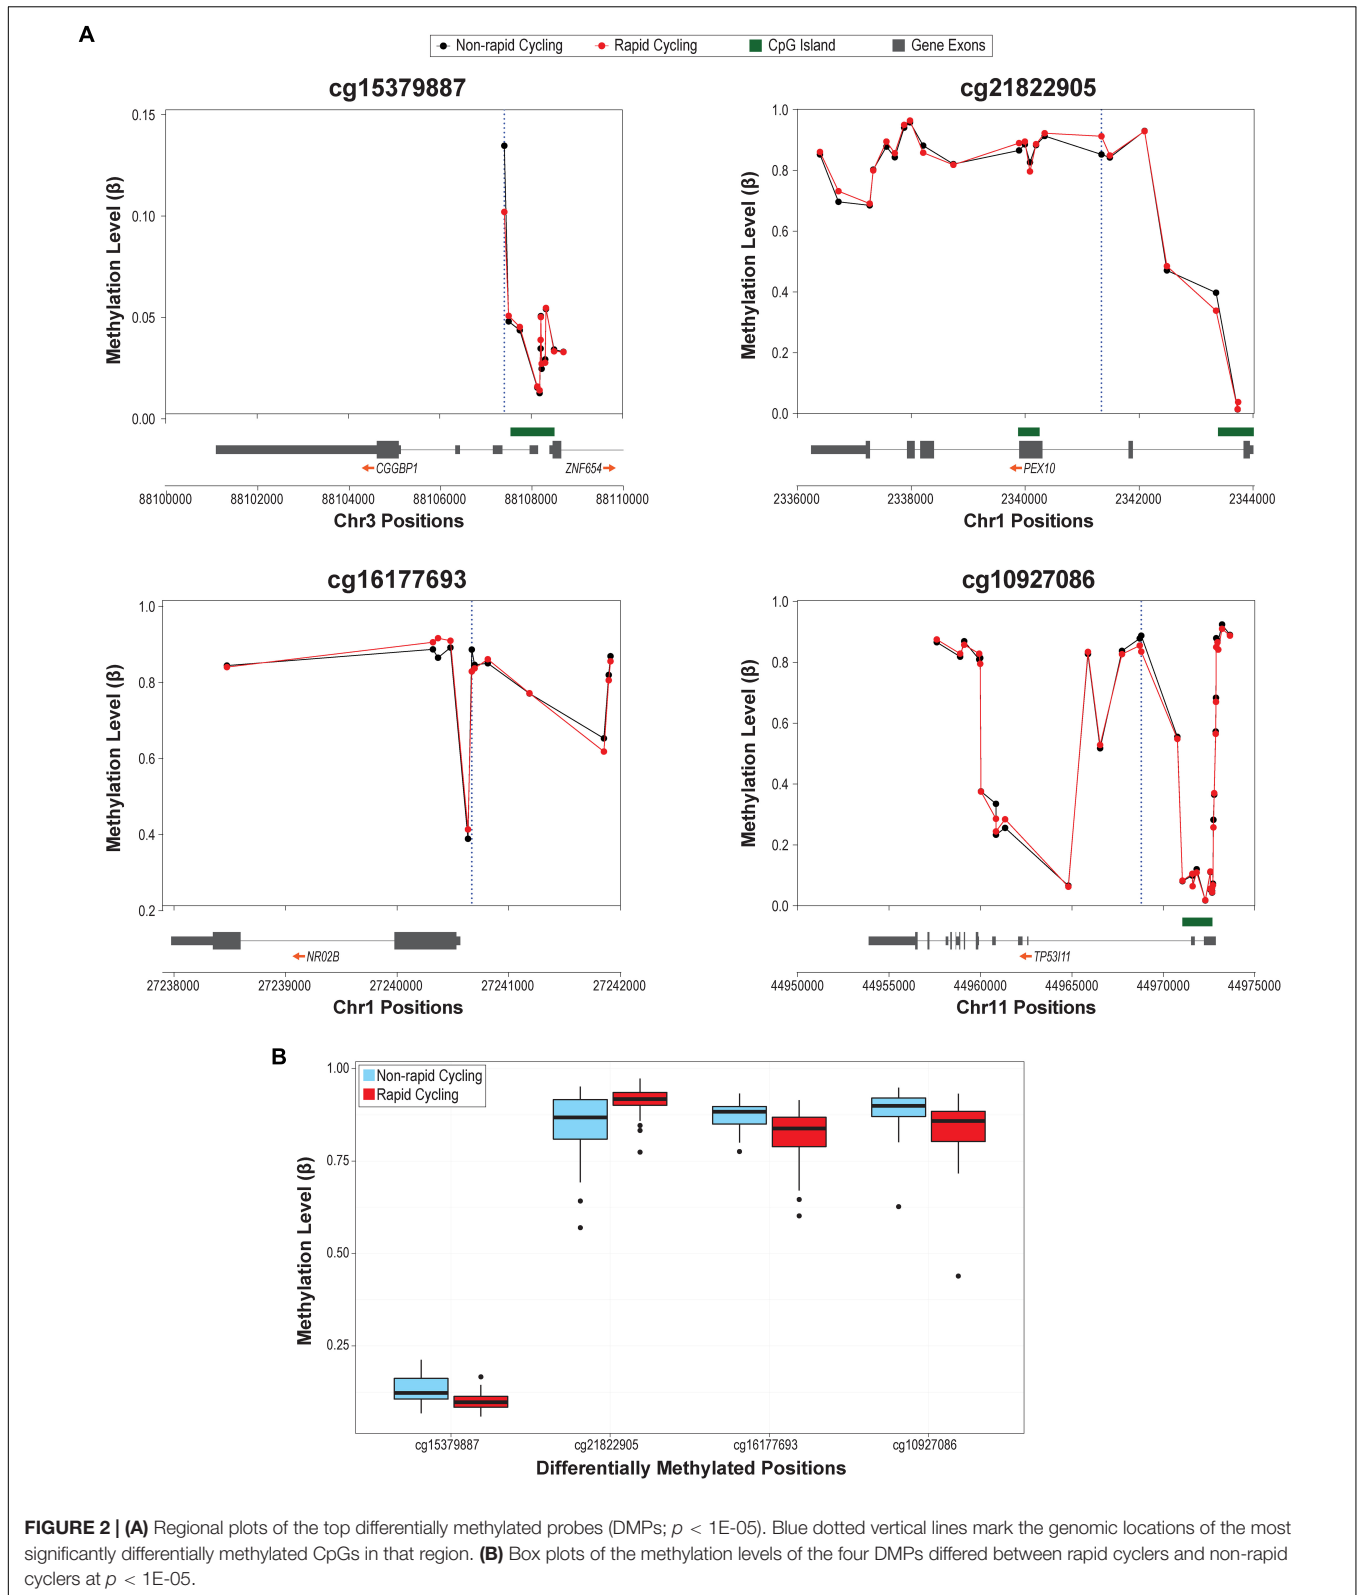 A
Non-rapid Cycling Rapid Cycling CpG Island Gene Exons
cg15379887
Methylation Level (β)
0.15
0.10
0.05
0.00
CGGBP1 ZNF654
88100000 88102000 88104000 88106000 88108000 88110000
Chr3 Positions
cg21822905
Methylation Level (β)
1.0
0.8
0.6
0.4
0.2
0.0
PEX10
2336000 2338000 2340000 2342000 2344000
Chr1 Positions
cg16177693
Methylation Level (β)
1.0
0.8
0.6
0.4
0.2
NR02B
27238000 27239000 27240000 27241000 27242000
Chr1 Positions
cg10927086
Methylation Level (β)
1.0
0.8
0.6
0.4
0.2
0.0
TP53I11
44950000 44955000 44960000 44965000 44970000 44975000
Chr11 Positions
B
Non-rapid Cycling
Rapid Cycling
Methylation Level (β)
1.00
0.75
0.50
0.25
cg15379887 cg21822905 cg16177693 cg10927086
Differentially Methylated Positions
FIGURE 2 | (A) Regional plots of the top differentially methylated probes (DMPs; p < 1E-05). Blue dotted vertical lines mark the genomic locations of the most
significantly differentially methylated CpGs in that region. (B) Box plots of the methylation levels of the four DMPs differed between rapid cyclers and non-rapid
cyclers at p < 1E-05.